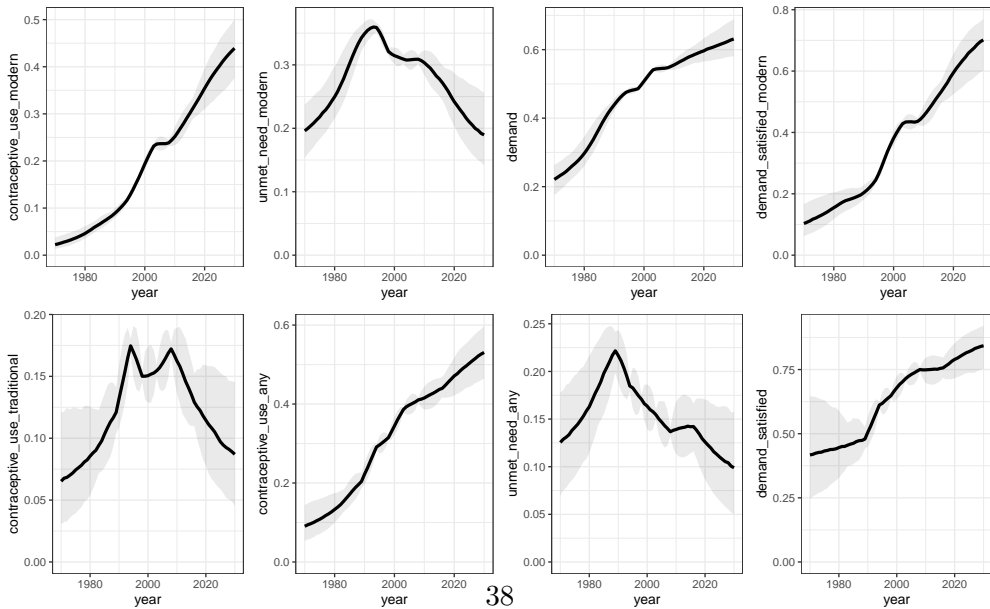 contraceptive_use_modern
0.5
0.4
0.3
0.2
0.1
0.0
1980 2000 2020
year
unmet_need_modern
0.3
0.2
0.1
0.0
1980 2000 2020
year
demand
0.6
0.4
0.2
0.0
1980 2000 2020
year
demand_satisfied_modern
0.8
0.6
0.4
0.2
0.0
1980 2000 2020
year
contraceptive_use_traditional
0.20
0.15
0.10
0.05
0.00
1980 2000 2020
year
contraceptive_use_any
0.6
0.4
0.2
0.0
1980 2000 2020
year
unmet_need_any
0.25
0.20
0.15
0.10
0.05
0.00
1980 2000 2020
year
demand_satisfied
0.75
0.50
0.25
0.00
1980 2000 2020
year
38